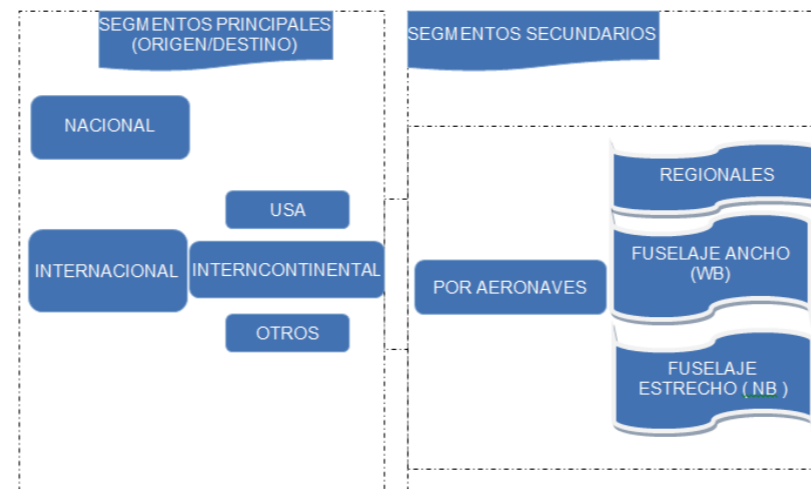 SEGMENTOS PRINCIPALES
(ORIGEN/DESTINO)
SEGMENTOS SECUNDARIOS
NACIONAL
INTERNACIONAL
USA
INTERNCONTINENTAL
OTROS
POR AERONAVES
REGIONALES
FUSELAJE ANCHO
(WB)
FUSELAJE
ESTRECHO ( NB )